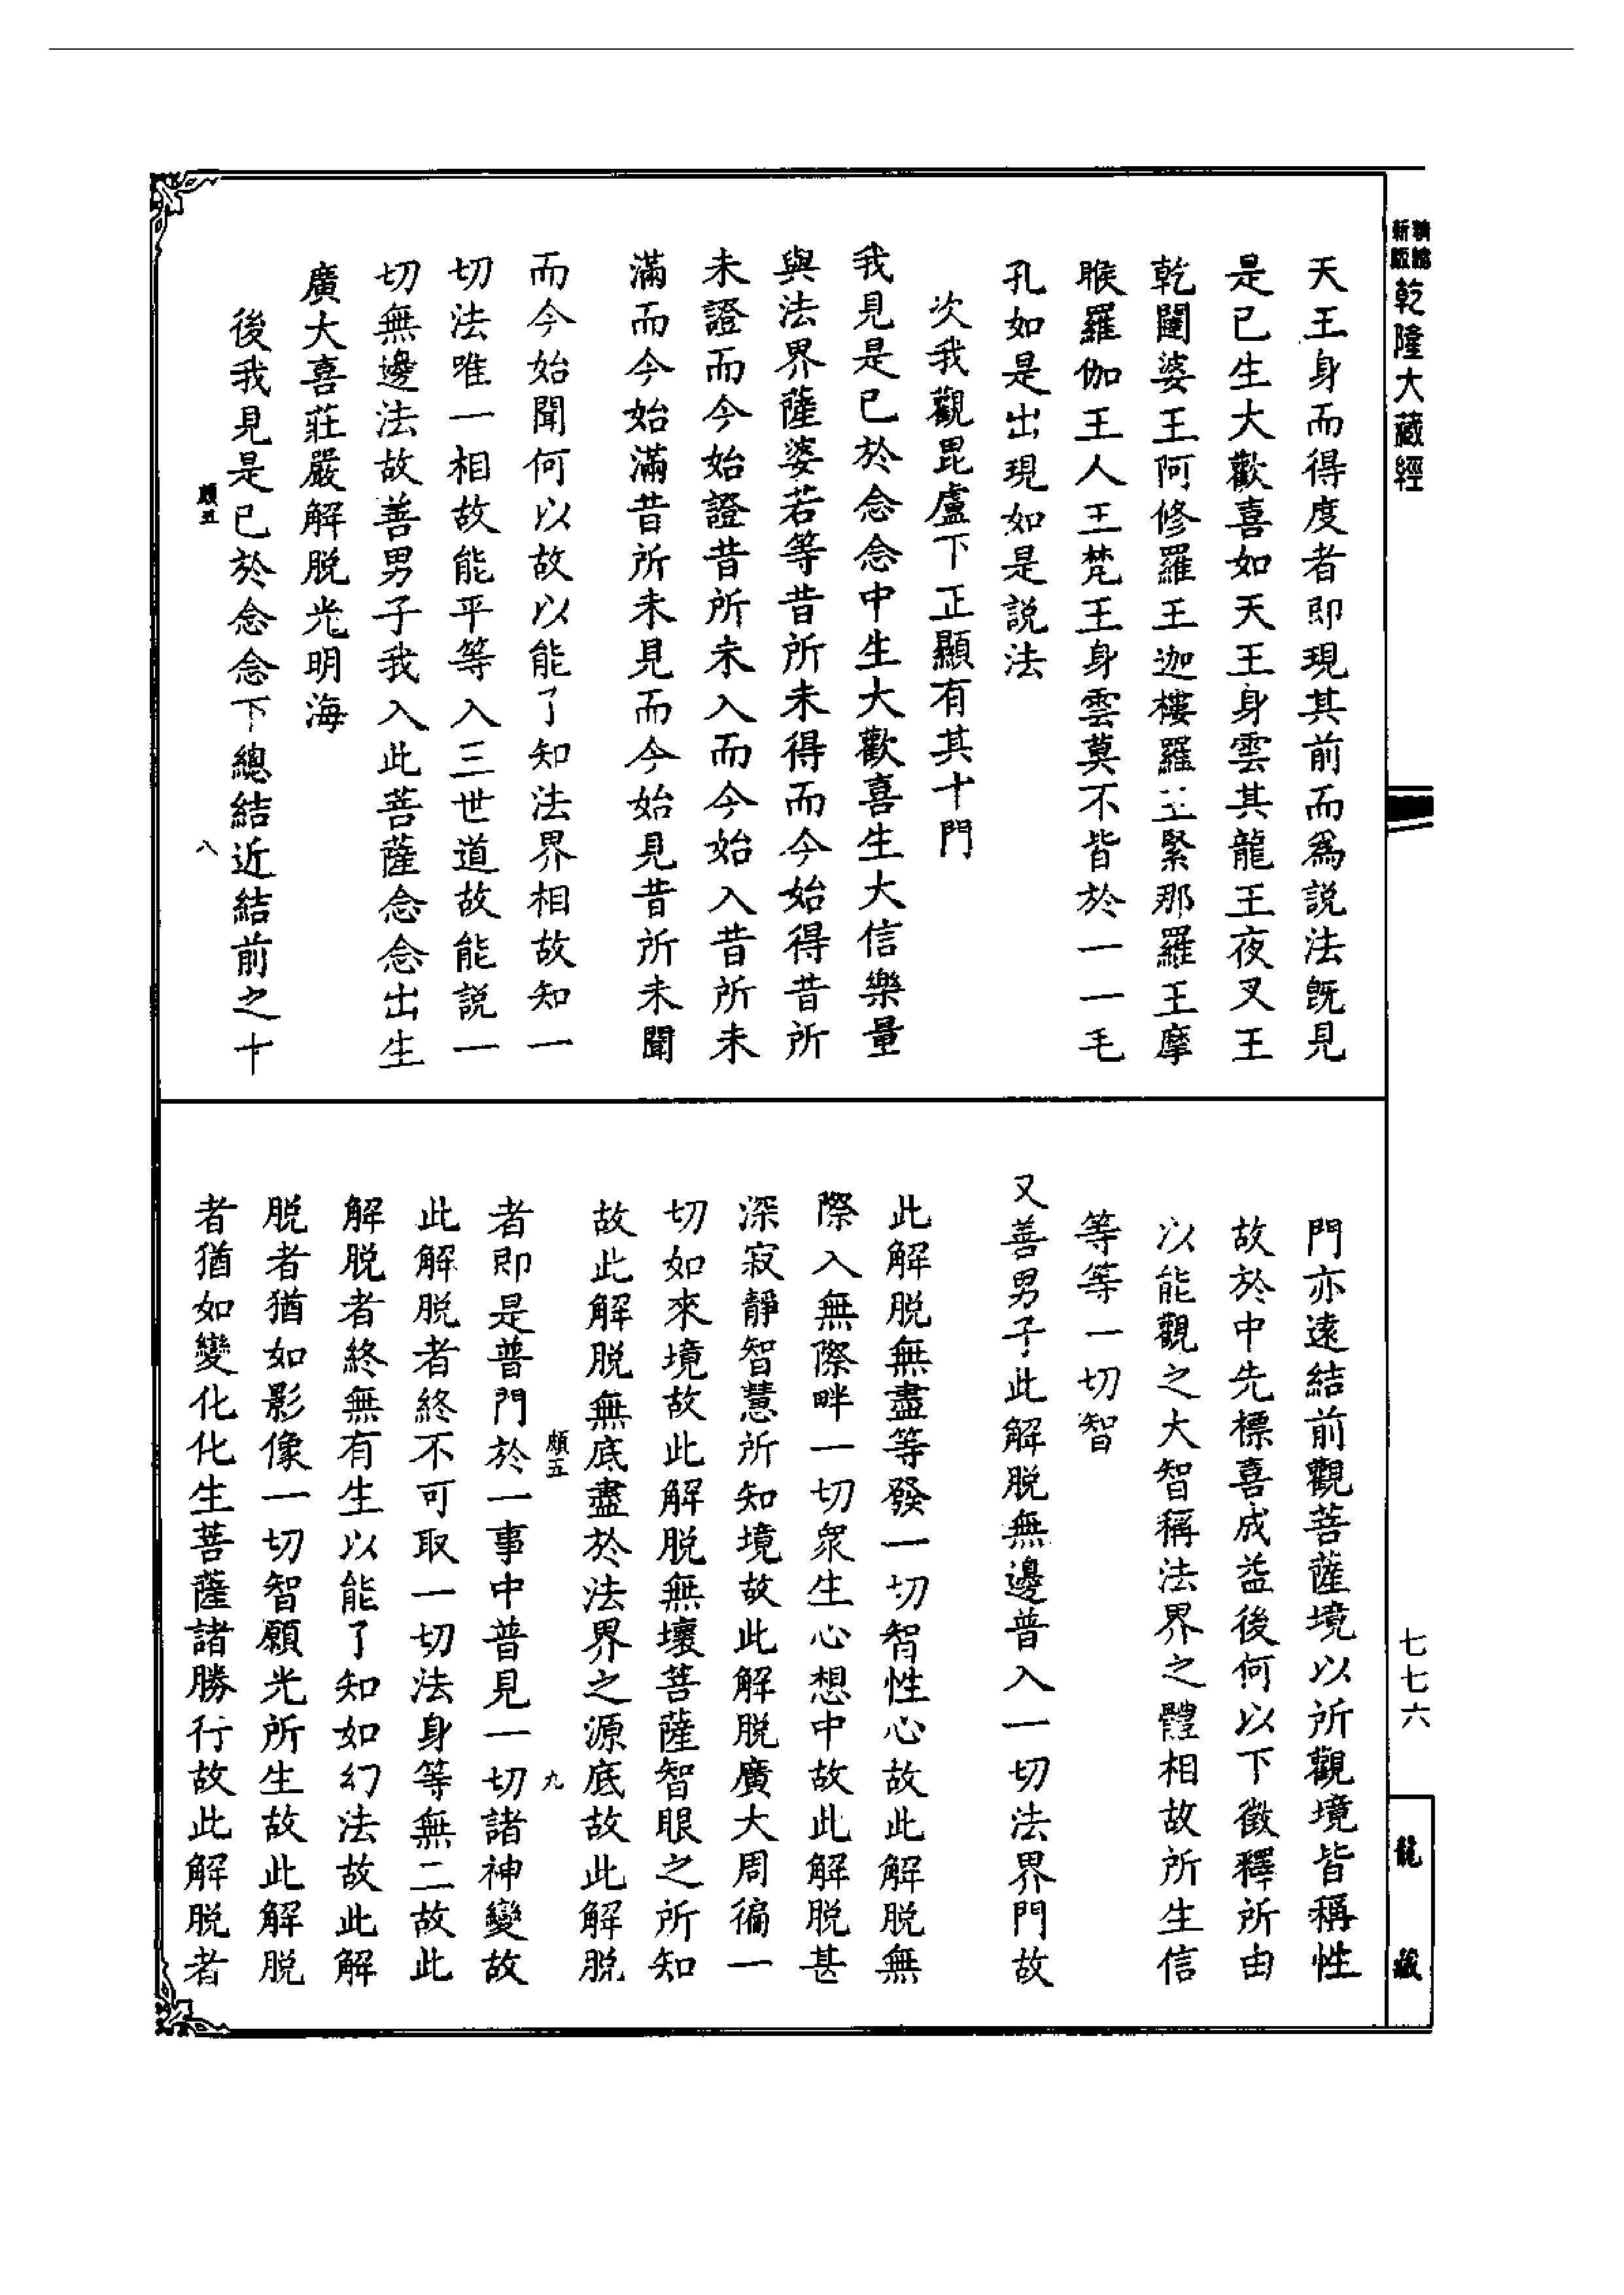 新編縮版乾隆大藏經
天王身而得度者即現其前而為説法旣見
是已生大歡喜如天王身雲其龍王夜叉王
乾闥婆王阿修羅王迦樓羅王緊那羅王摩
睺羅伽王人王梵王身雲莫不皆於一一毛
孔如是出現如是説法
次我觀毘盧下正顯有其十門
我見是已於念念中生大歡喜生大信樂量
與法界薩婆若等昔所未得而今始得昔所
未證而今始證昔所未入而今始入昔所未
滿而今始滿昔所未見而今始見昔所未聞
而今始聞何以故以能了知法界相故知一
切法唯一相故能平等入三世道故能説一
切無邊法故善男子我入此菩薩念念出生
廣大喜莊嚴解脱光明海
後我見是已於念念下總結近結前之十
願五
八
門亦遠結前觀菩薩境以所觀境皆稱性
故於中先標喜成益後何以下徵釋所由
以能觀之大智稱法界之體相故所生信
等等一切智
又善男子此解脱無邊普入一切法界門故
此解脱無盡等發一切智性心故此解脱無
際入無際畔一切衆生心想中故此解脱甚
深寂靜智慧所知境故此解脱廣大周徧一
切如來境故此解脱無壞菩薩智眼之所知
故此解脱無底盡於法界之源底故此解脱
願五
九
者即是普門於一事中普見一切諸神變故
此解脱者終不可取一切法身等無二故此
解脱者終無有生以能了知如幻法故此解
脱者猶如影像一切智願光所生故此解脱
者猶如變化化生菩薩諸勝行故此解脱者
七七六
龍藏